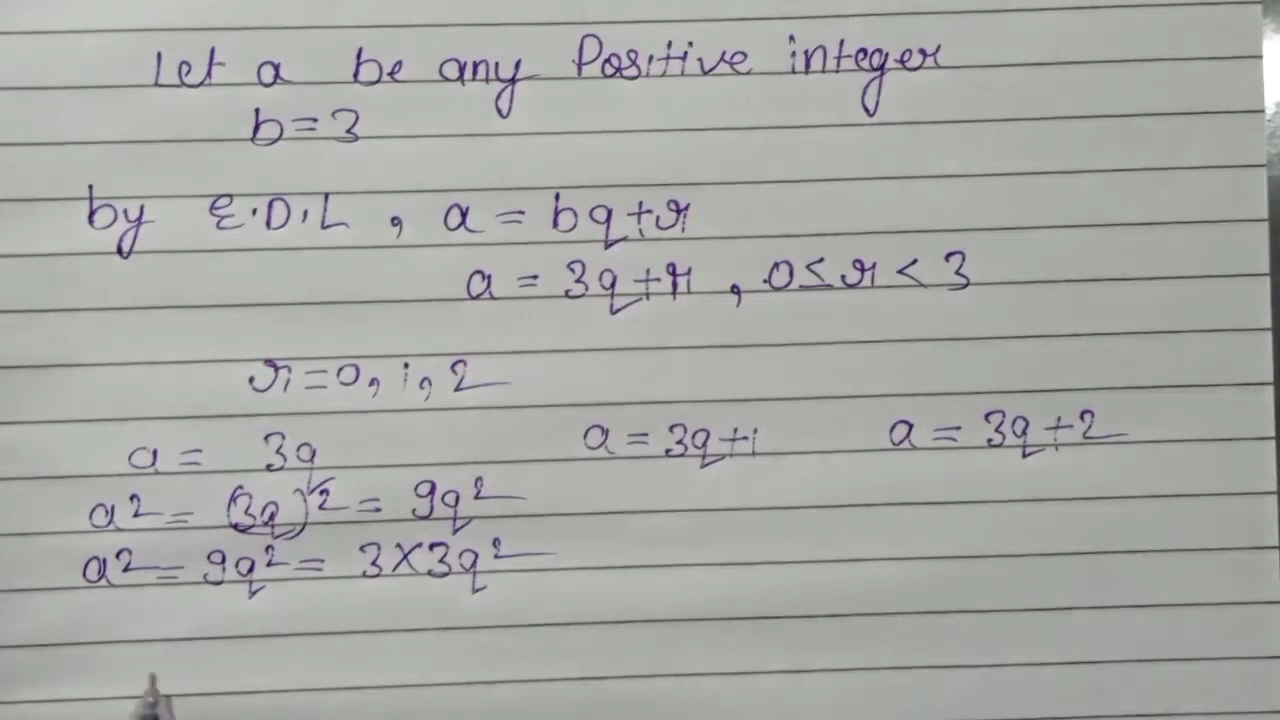 Let a be any Positive integer
b = 3
by E.D.L, a = bq+r
a = 3q+r, 0≤r<3
r=0, 1, 2
a = 3q a = 3q+1 a = 3q+2
a² = (3q)² = 9q²
a² = 9q² = 3×3q²